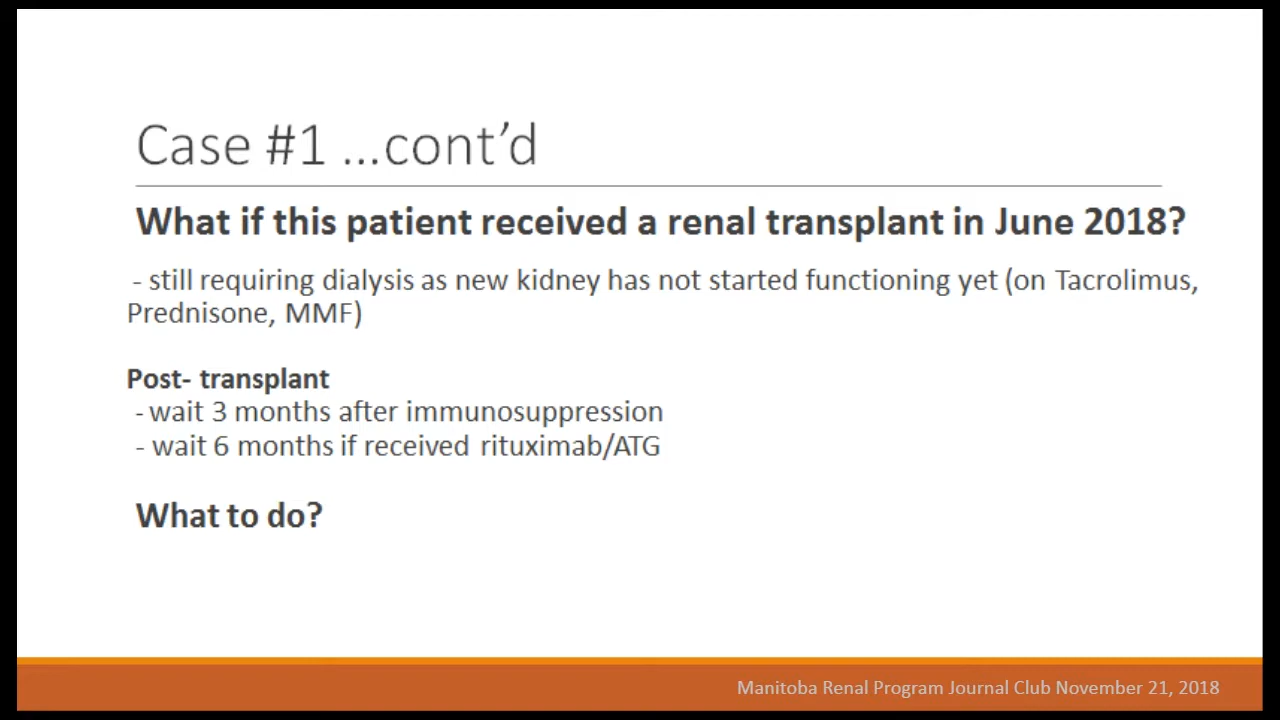 Case #1 ...cont’d
What if this patient received a renal transplant in June 2018?
- still requiring dialysis as new kidney has not started functioning yet (on Tacrolimus,
Prednisone, MMF)
Post- transplant
- wait 3 months after immunosuppression
- wait 6 months if received rituximab/ATG
What to do?
Manitoba Renal Program Journal Club November 21, 2018